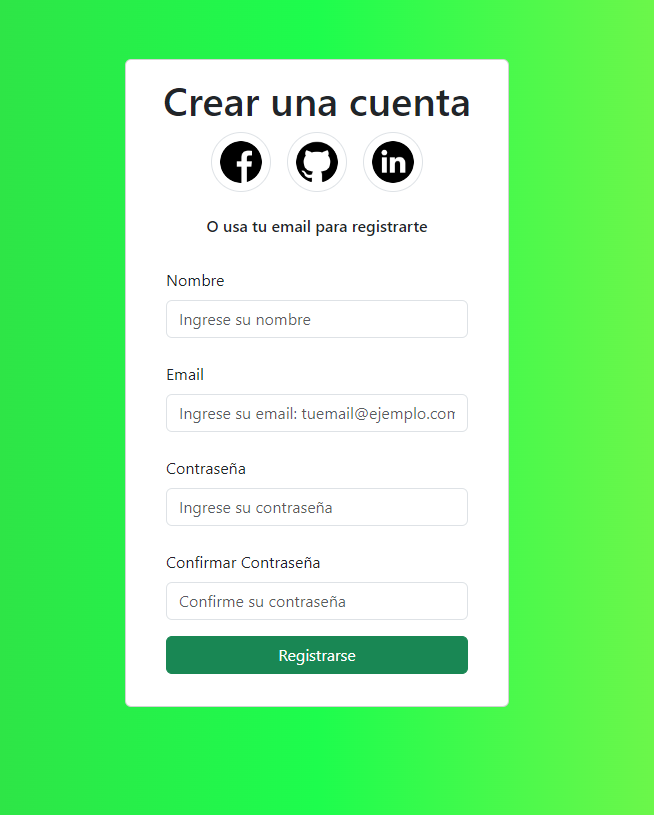 Crear una cuenta
O usa tu email para registrarte
Nombre
Ingrese su nombre
Email
Ingrese su email: tuemail@ejemplo.com
Contraseña
Ingrese su contraseña
Confirmar Contraseña
Confirme su contraseña
Registrarse